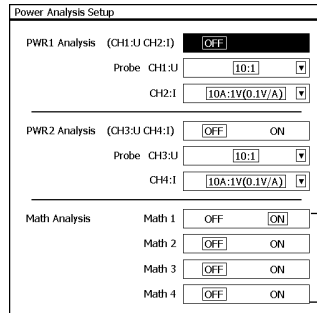 Power Analysis Setup
PWR1 Analysis (CH1:U CH2:I) OFF
Probe CH1:U 10:1
CH2:I 10A:1V(0.1V/A)
PWR2 Analysis (CH3:U CH4:I) OFF ON
Probe CH3:U 10:1
CH4:I 10A:1V(0.1V/A)
Math Analysis Math 1 OFF ON
Math 2 OFF ON
Math 3 OFF ON
Math 4 OFF ON